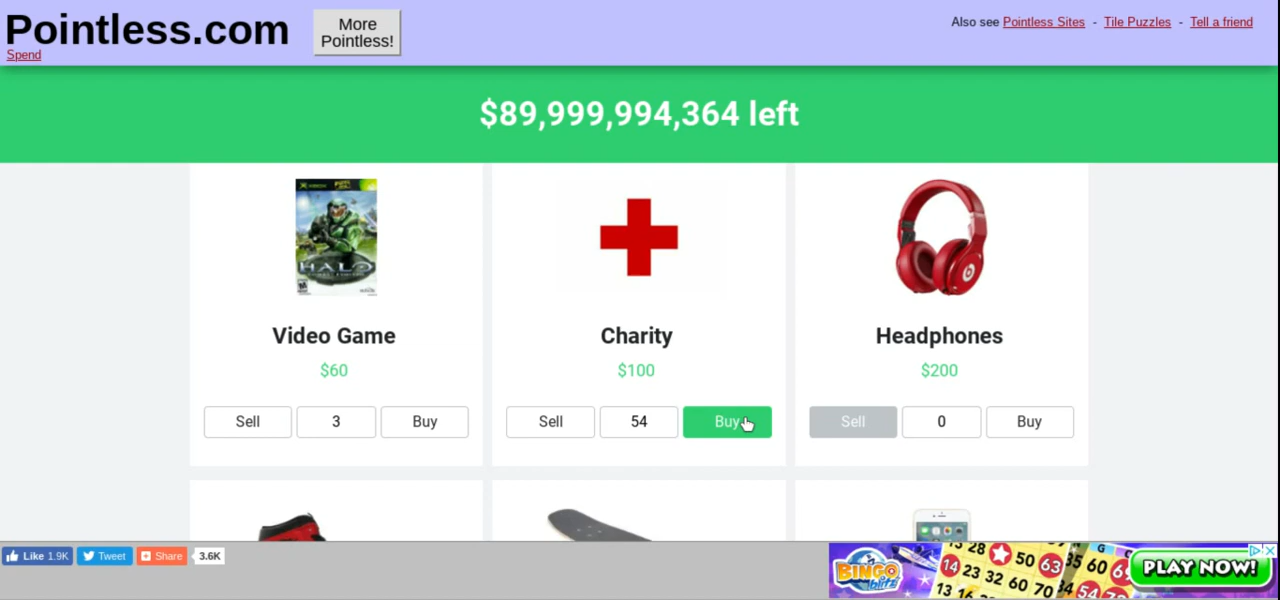 Pointless.com
More
Pointless!
Also see Pointless Sites - Tile Puzzles - Tell a friend
Spend
$89,999,994,364 left
HALO
Video Game
Charity
Headphones
$60
$100
$200
Sell 3 Buy
Sell 54 Buy
Sell 0 Buy
Like 1.9K
Tweet
Share
3.6K
BINGO
Blitz
PLAY NOW!